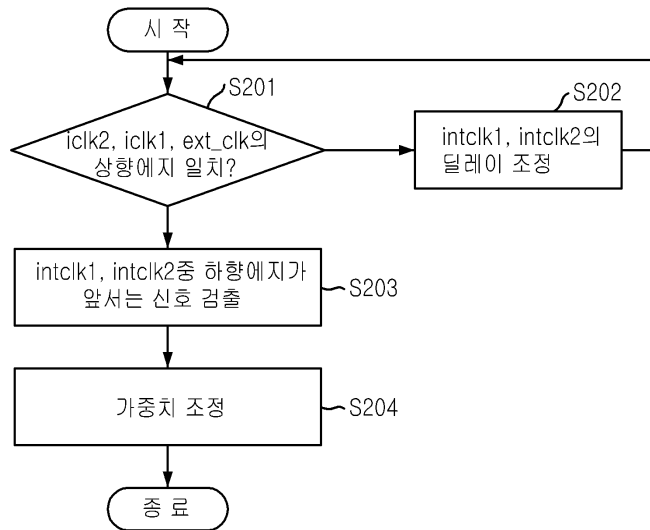 시 작
S201
iclk2, iclk1, ext_clk의
상향에지 일치?
S202
intclk1, intclk2의
딜레이 조정
intclk1, intclk2중 하향에지가
앞서는 신호 검출
S203
가중치 조정
S204
종 료